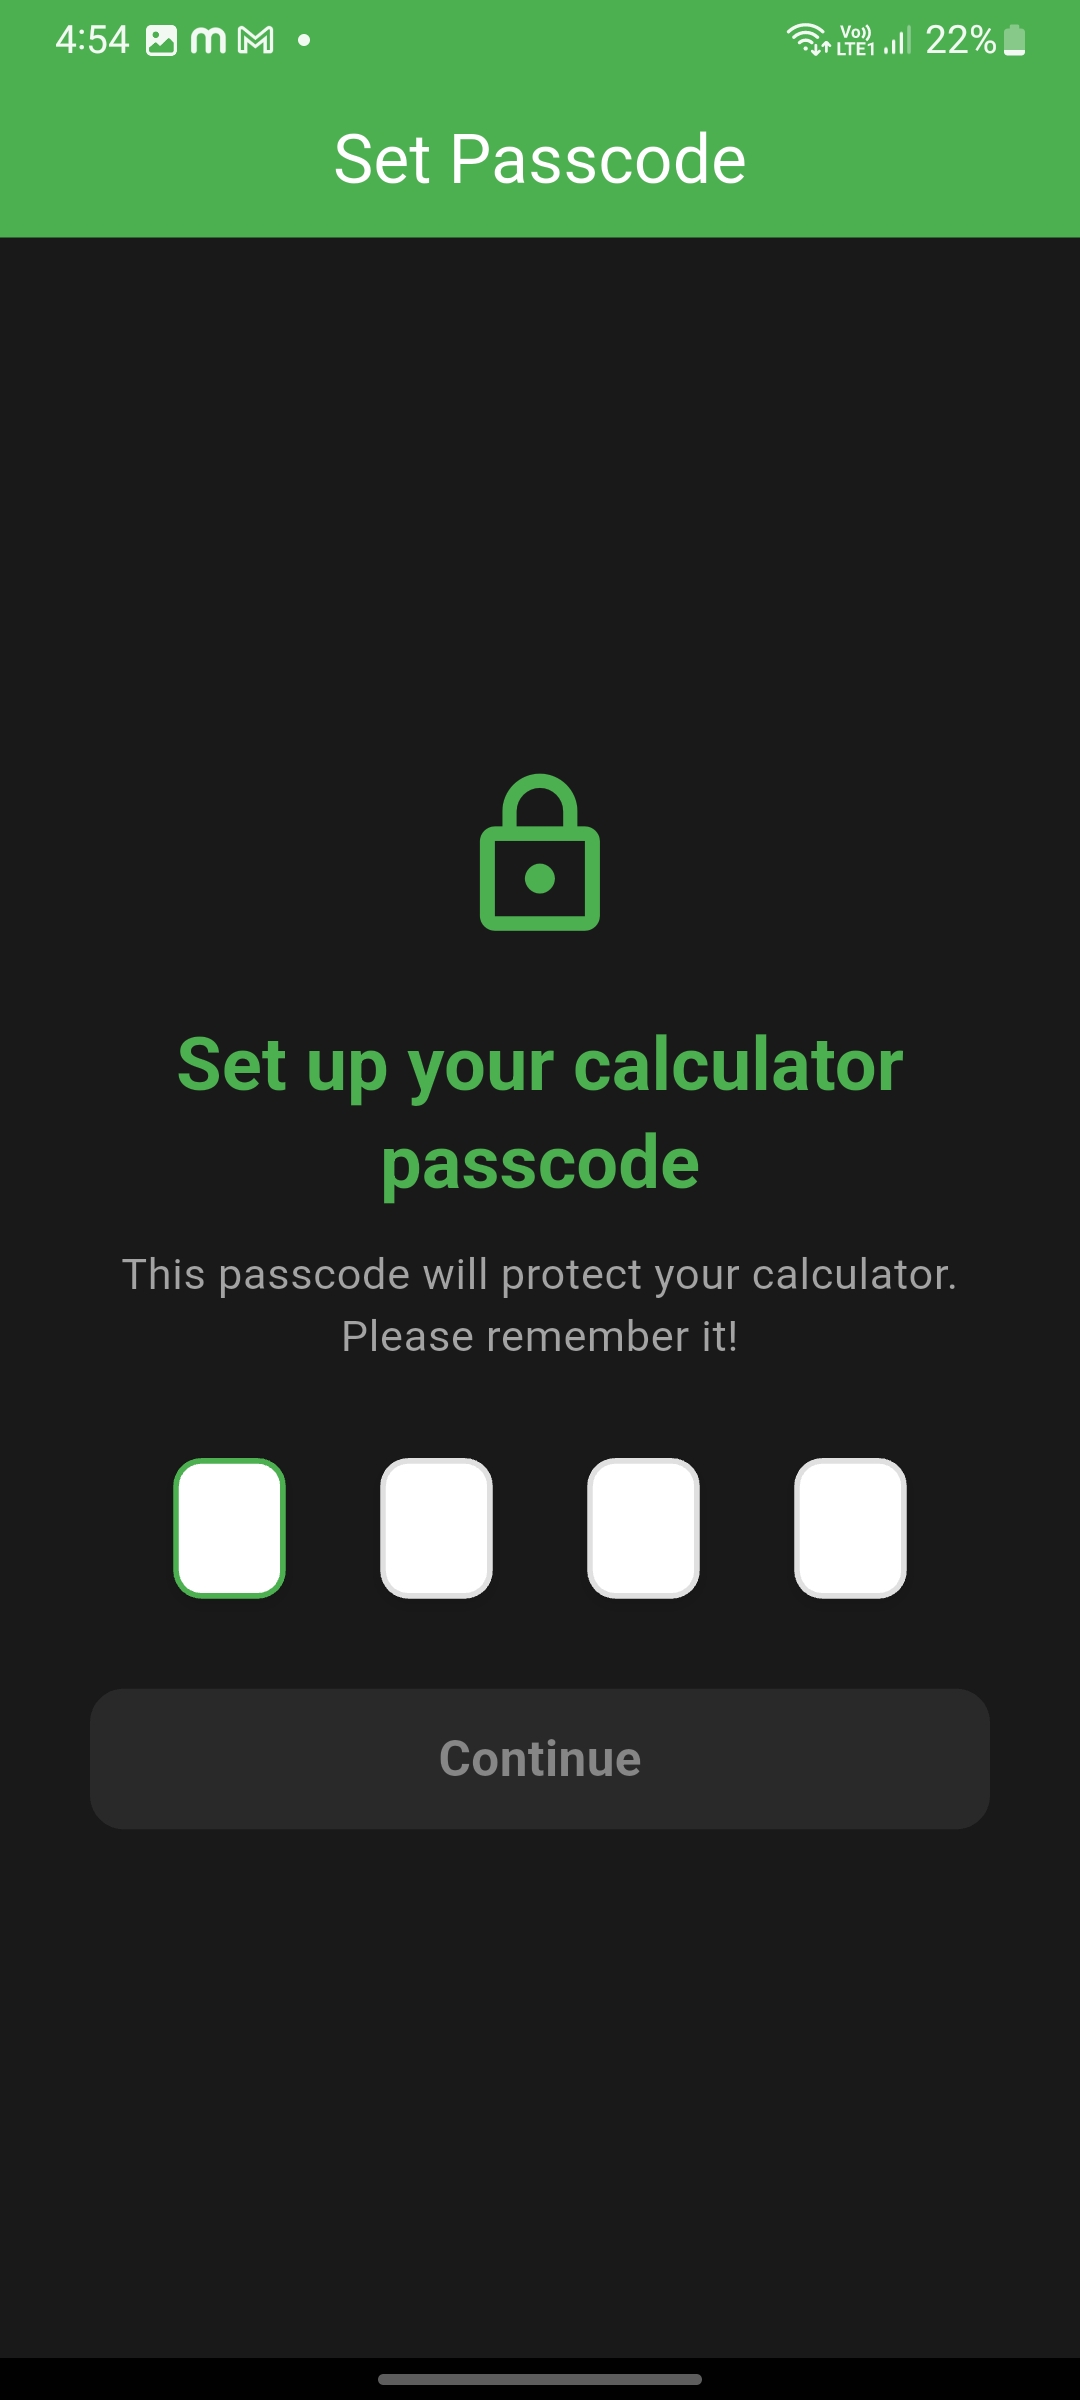 4:54
Vo)) LTE1 22%
Set Passcode
Set up your calculator
passcode
This passcode will protect your calculator.
Please remember it!
Continue